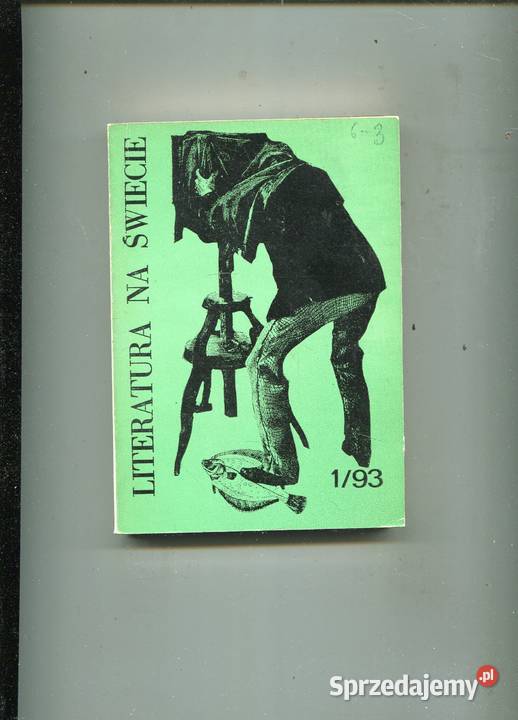 LITERATURA NA ŚWIECIE
6-3
1/93
Sprzedajemy.pl